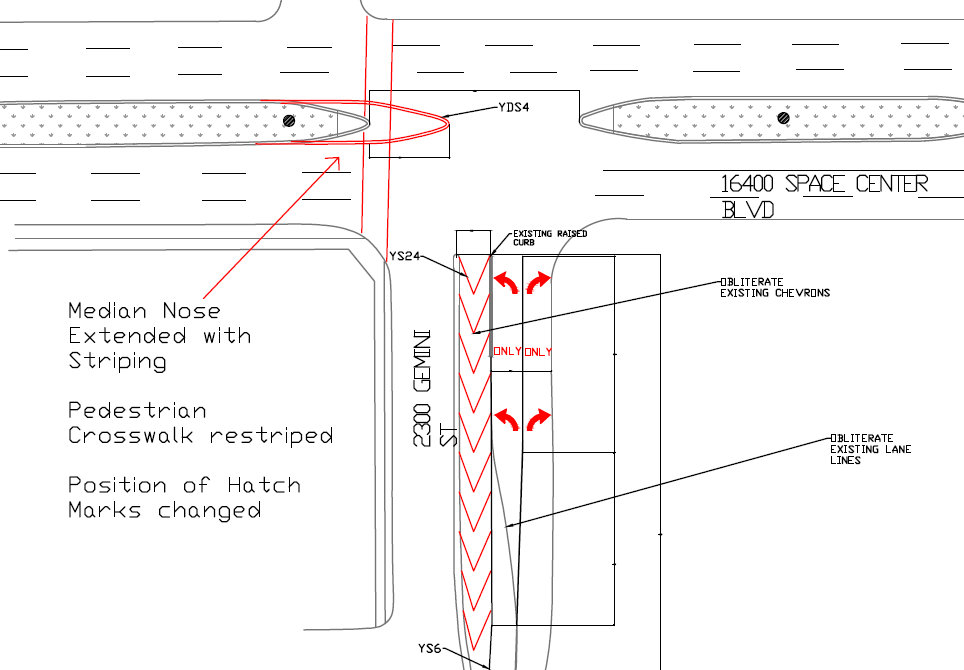 YDS4
16400 SPACE CENTER
BLVD
EXISTING RAISED
CURB
YS24
OBLITERATE
EXISTING CHEVRONS
Median Nose
Extended with
Striping
ONLY ONLY
2300 GEMINI
ST
Pedestrian
Crosswalk restriped
OBLITERATE
EXISTING LANE
LINES
Position of Hatch
Marks changed
YS6